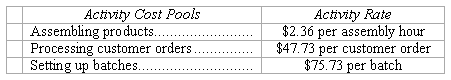 Activity Cost Pools Activity Rate
Assembling products............................ $2.36 per assembly hour
Processing customer orders................ $47.73 per customer order
Setting up batches................................ $75.73 per batch